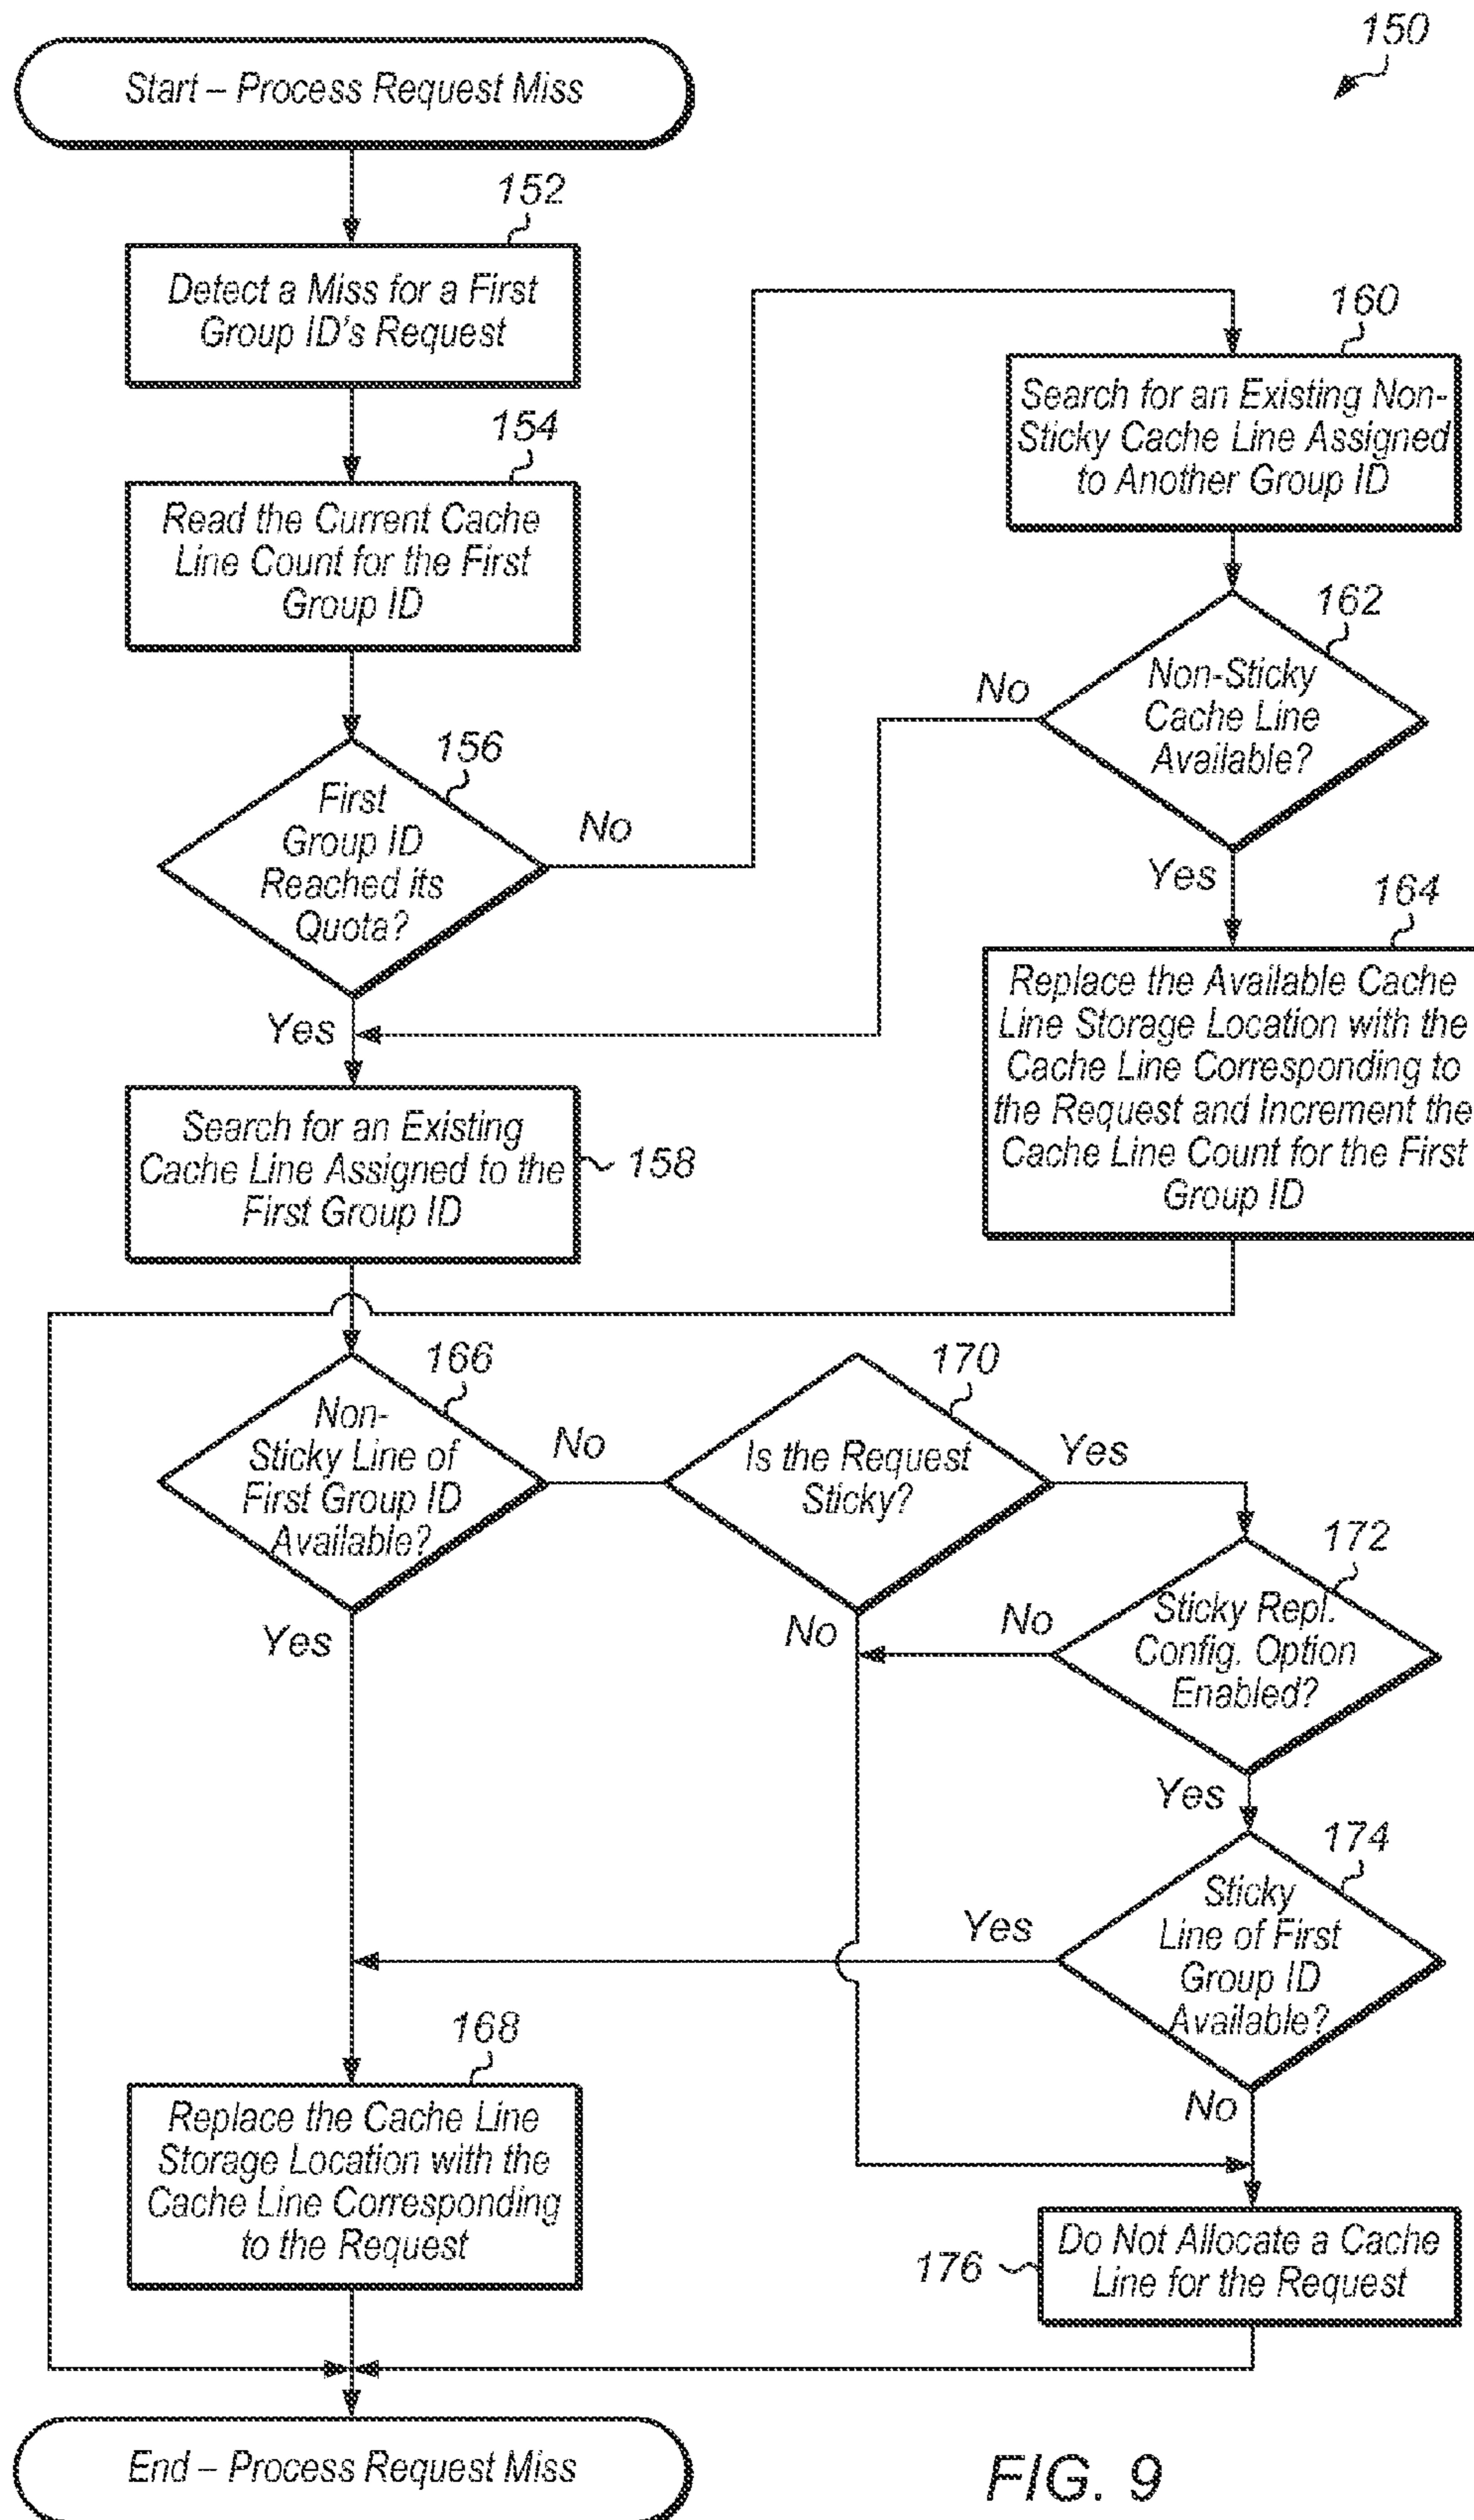 150
Start – Process Request Miss
152
Detect a Miss for a First
Group ID's Request
154
Read the Current Cache
Line Count for the First
Group ID
156
First
Group ID
Reached its
Quota?
No
Yes
160
Search for an Existing Non-
Sticky Cache Line Assigned
to Another Group ID
162
Non-Sticky
Cache Line
Available?
No
Yes
164
Replace the Available Cache
Line Storage Location with the
Cache Line Corresponding to
the Request and Increment the
Cache Line Count for the First
Group ID
Search for an Existing
Cache Line Assigned to the
First Group ID
158
166
Non-
Sticky Line of
First Group ID
Available?
No
Yes
170
Is the Request
Sticky?
Yes
No
172
Sticky Repl.
Config. Option
Enabled?
No
Yes
174
Sticky
Line of First
Group ID
Available?
Yes
No
168
Replace the Cache Line
Storage Location with the
Cache Line Corresponding
to the Request
176
Do Not Allocate a Cache
Line for the Request
End – Process Request Miss
FIG. 9